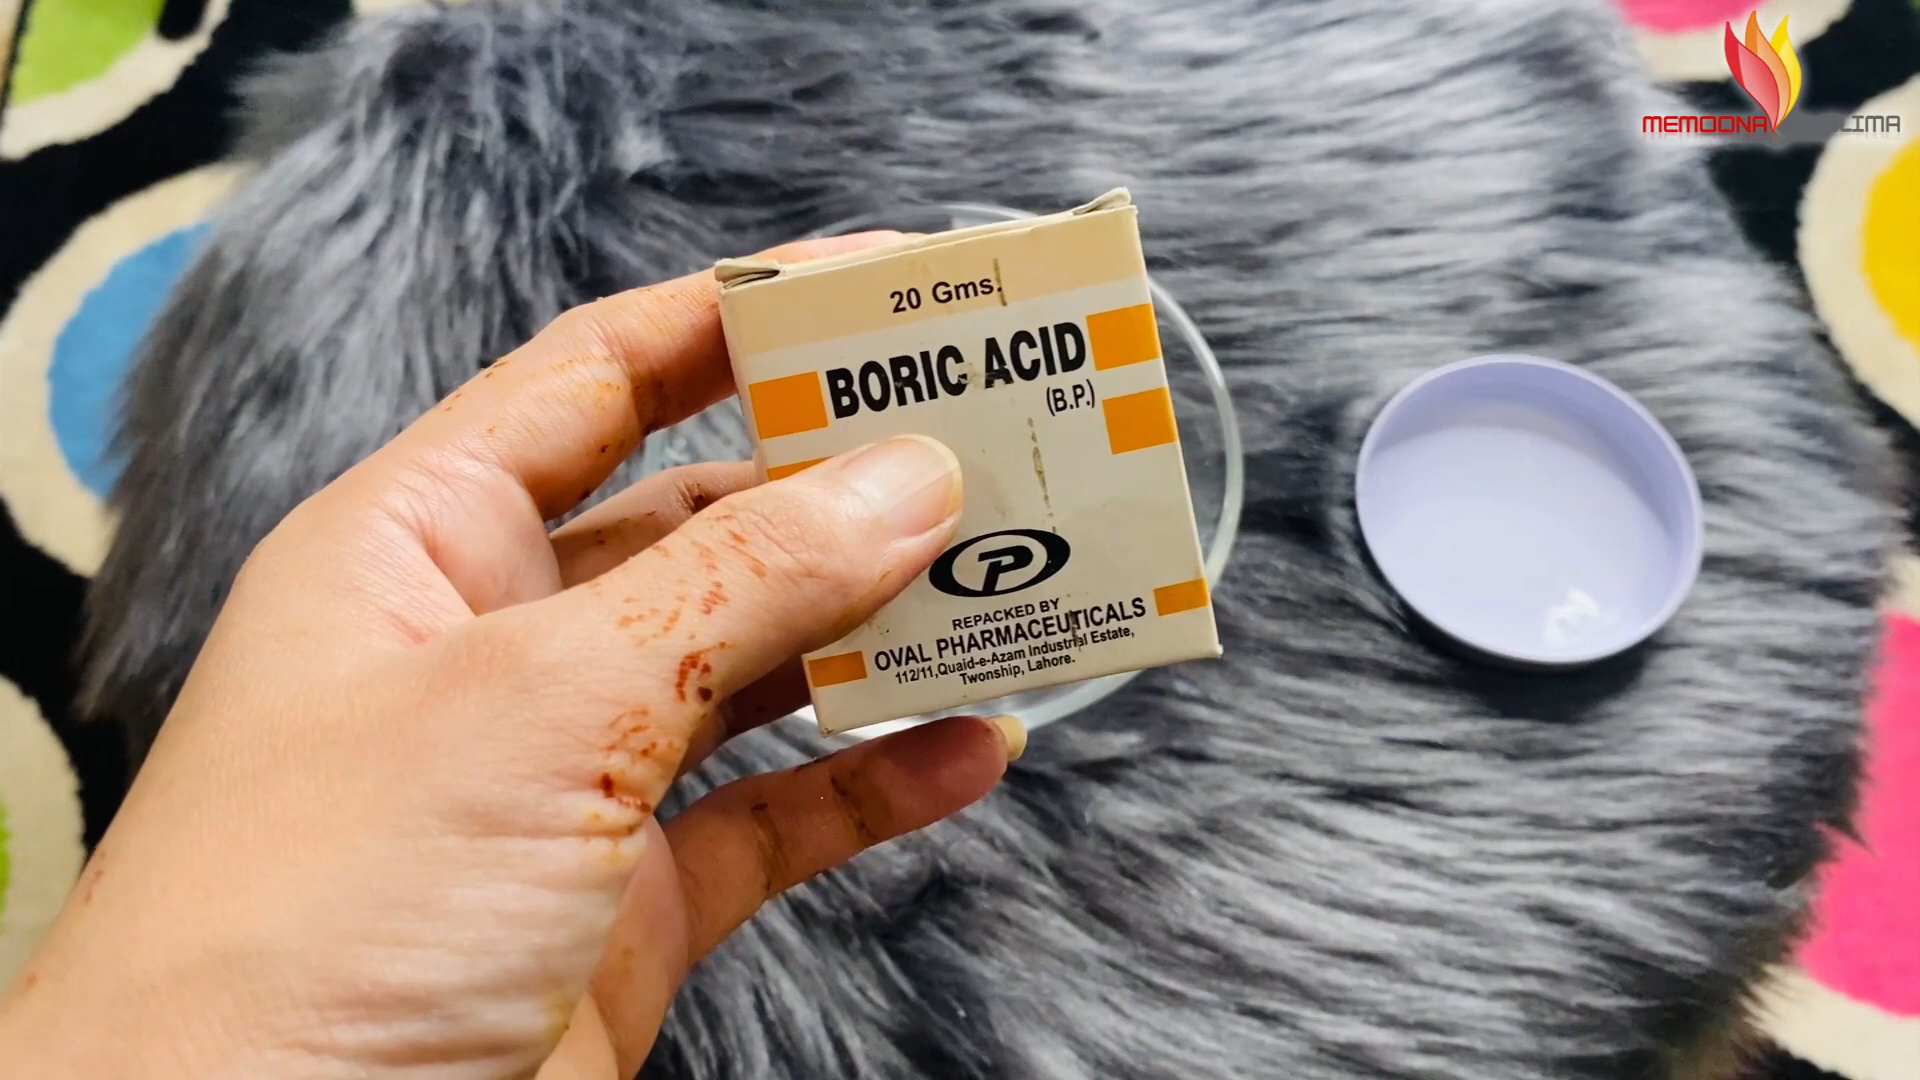 MEMOONA LIMA
20 Gms.
BORIC ACID
(B.P.)
P
REPACKED BY
OVAL PHARMACEUTICALS
112/11,Quaid-e-Azam Industrial Estate,
Twonship, Lahore.